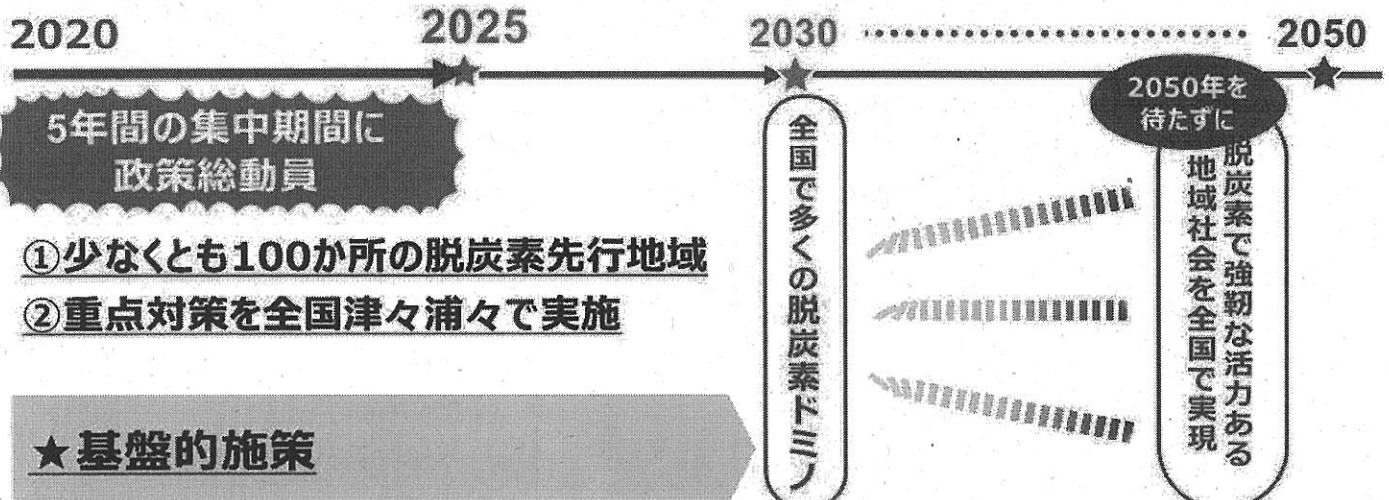 2020
2025
2030
2050
5年間の集中期間に
政策総動員
①少なくとも100か所の脱炭素先行地域
②重点対策を全国津々浦々で実施
★基盤的施策
全国で多くの脱炭素ドミノ
2050年を
待たずに
脱炭素で強靭な活力ある
地域社会を全国で実現